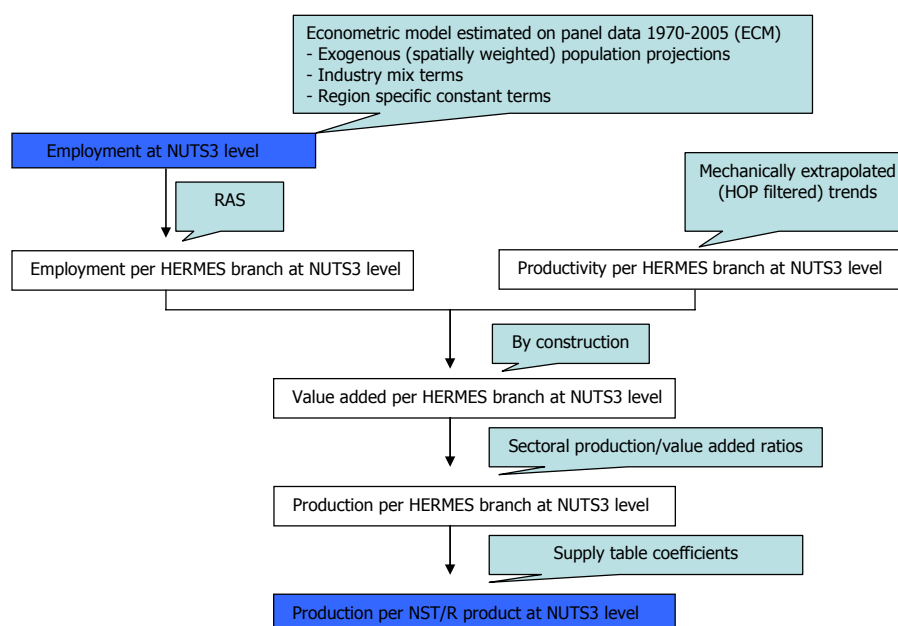 Econometric model estimated on panel data 1970-2005 (ECM)
- Exogenous (spatially weighted) population projections
- Industry mix terms
- Region specific constant terms
Employment at NUTS3 level
Mechanically extrapolated
(HOP filtered) trends
RAS
Employment per HERMES branch at NUTS3 level
Productivity per HERMES branch at NUTS3 level
By construction
Value added per HERMES branch at NUTS3 level
Sectoral production/value added ratios
Production per HERMES branch at NUTS3 level
Supply table coefficients
Production per NST/R product at NUTS3 level